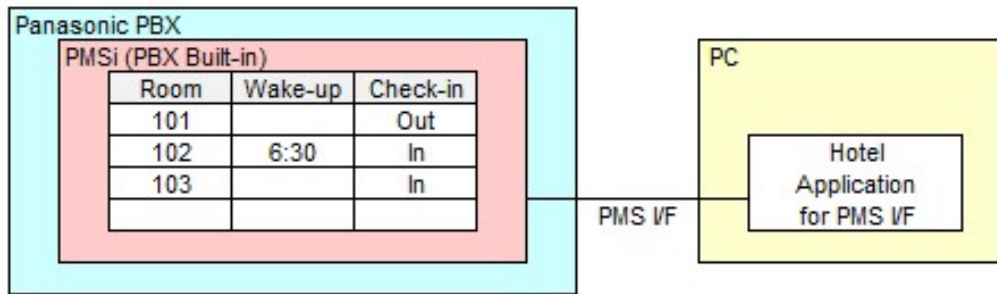 Panasonic PBX
PMSi (PBX Built-in)
Room Wake-up Check-in
101 Out
102 6:30 In
103 In
PMS I/F
PC
Hotel
Application
for PMS I/F